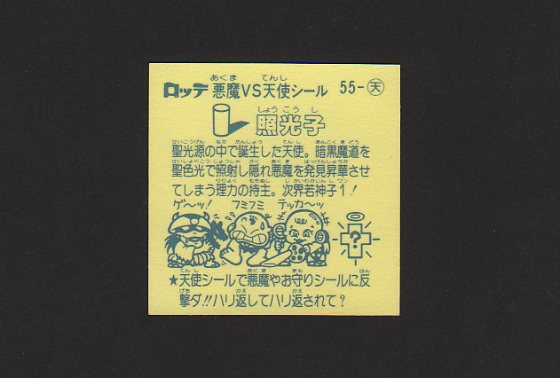 ロッテ 悪魔VS天使シール 55-天
照光子
聖光源の中で誕生した天使。暗黒魔道を
聖色光で照射し隠れ悪魔を発見昇華させ
てしまう理力の持主。次界若神子1!
ゲ〜ッ! フミフミ テッカ〜ッ
?
★天使シールで悪魔やお守りシールに反
撃ダ!!ハリ返してハリ返されて?